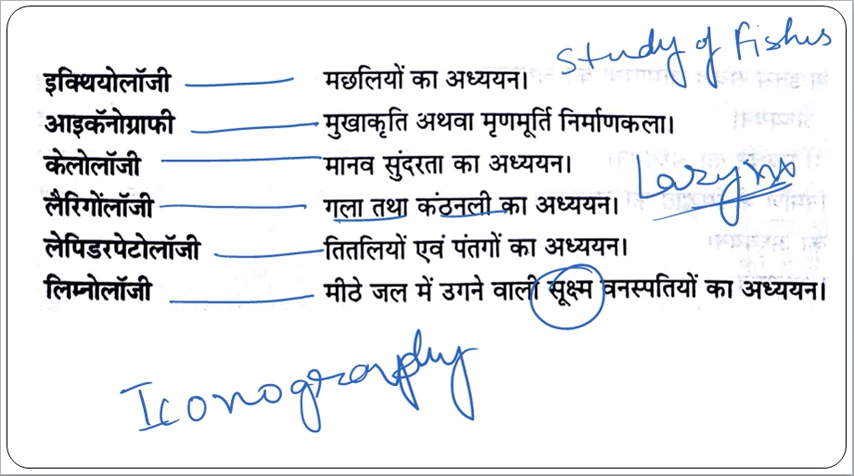 Study of Fishes
इक्थियोलॉजी मछलियों का अध्ययन।
आइकॅनोग्राफी मुखाकृति अथवा मृणमूर्ति निर्माणकला।
केलोलॉजी मानव सुंदरता का अध्ययन।
लैरिगोंलॉजी गला तथा कंठनली का अध्ययन।
लेपिडरपेटोलॉजी तितलियों एवं पंतगों का अध्ययन।
लिम्नोलॉजी मीठे जल में उगने वाली सूक्ष्म वनस्पतियों का अध्ययन।
Iconography